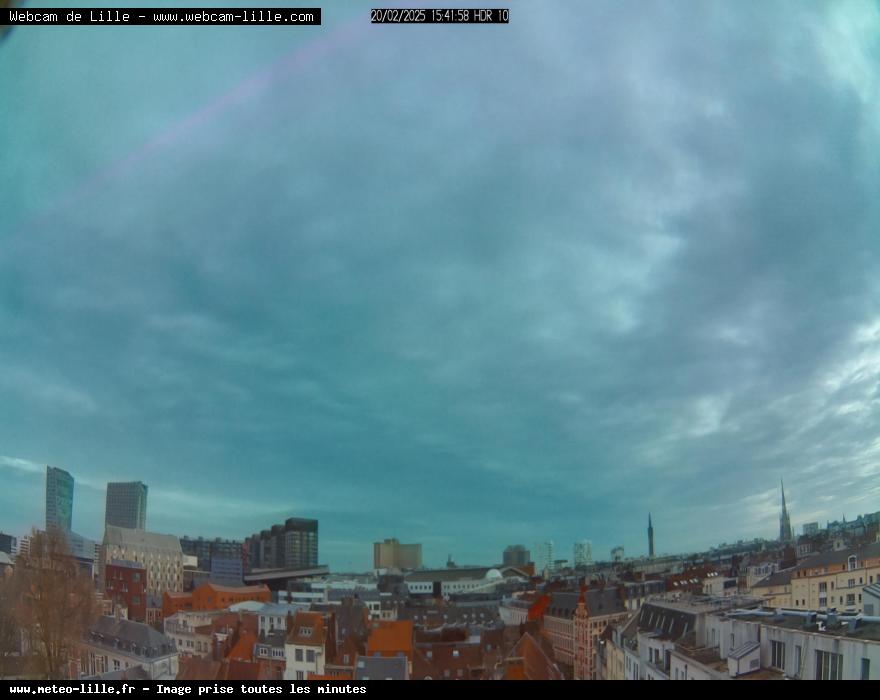 Webcam de Lille - www.webcam-lille.com
20/02/2025 15:41:58 HDR 10
www.meteo-lille.fr - Image prise toutes les minutes